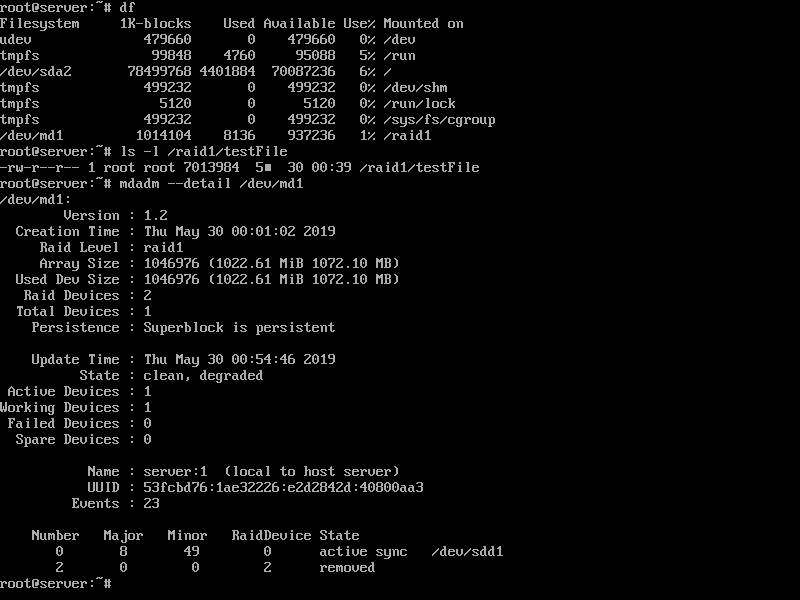 root@server:~# df
Filesystem     1K-blocks    Used Available Use% Mounted on
udev              479660       0    479660   0% /dev
tmpfs              99848    4760     95088   5% /run
/dev/sda2       78499768 4401884  70087236   6% /
tmpfs             499232       0    499232   0% /dev/shm
tmpfs               5120       0      5120   0% /run/lock
tmpfs             499232       0    499232   0% /sys/fs/cgroup
/dev/md1         1014104    8136    937236   1% /raid1
root@server:~# ls -l /raid1/testFile
-rw-r--r-- 1 root root 7013984  5■  30 00:39 /raid1/testFile
root@server:~# mdadm --detail /dev/md1
/dev/md1:
        Version : 1.2
  Creation Time : Thu May 30 00:01:02 2019
     Raid Level : raid1
     Array Size : 1046976 (1022.61 MiB 1072.10 MB)
  Used Dev Size : 1046976 (1022.61 MiB 1072.10 MB)
   Raid Devices : 2
  Total Devices : 1
    Persistence : Superblock is persistent

    Update Time : Thu May 30 00:54:46 2019
          State : clean, degraded
 Active Devices : 1
Working Devices : 1
 Failed Devices : 0
  Spare Devices : 0

           Name : server:1  (local to host server)
           UUID : 53fcbd76:1ae32226:e2d2842d:40800aa3
         Events : 23

    Number   Major   Minor   RaidDevice State
       0       8       49        0      active sync   /dev/sdd1
       2       0        0        2      removed
root@server:~#